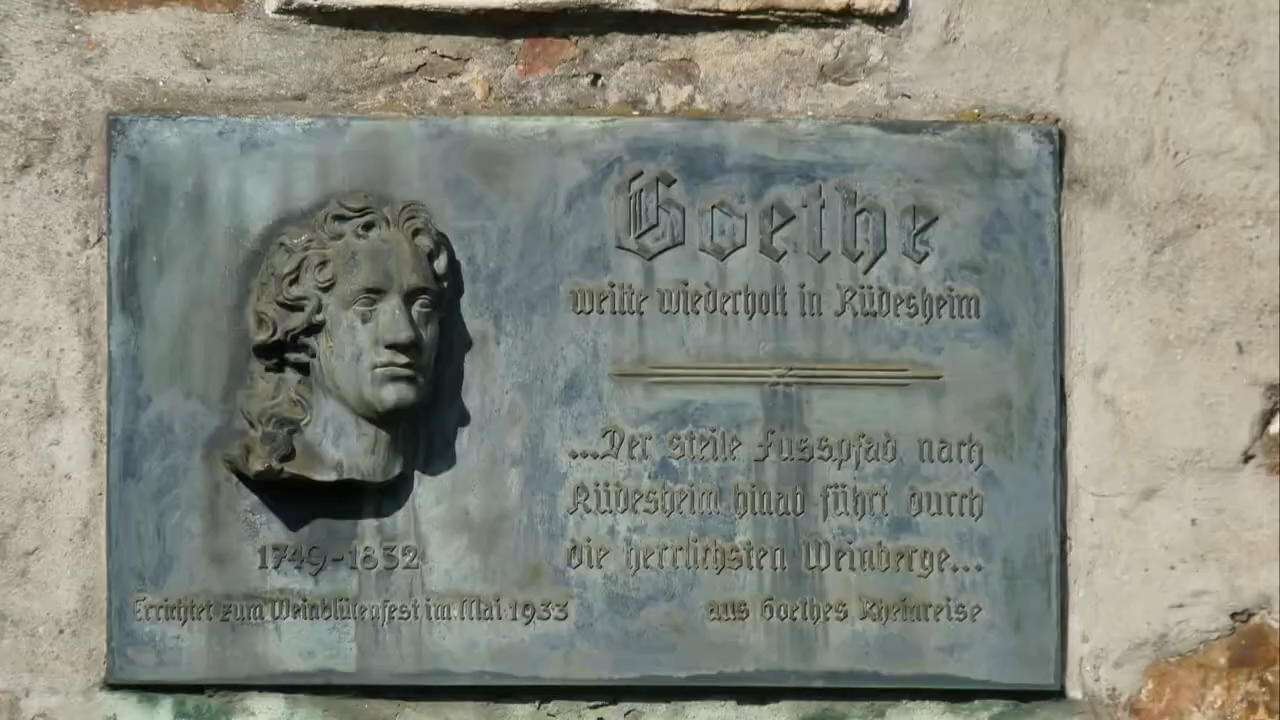 Goethe
weilte wiederholt in Rüdesheim
...Der steile Fusspfad nach
Rüdesheim hinab führt durch
die herrlichsten Weinberge...
aus Goethes Rheinreise
1749-1832
Errichtet zum Weinblütenfest im Mai 1933